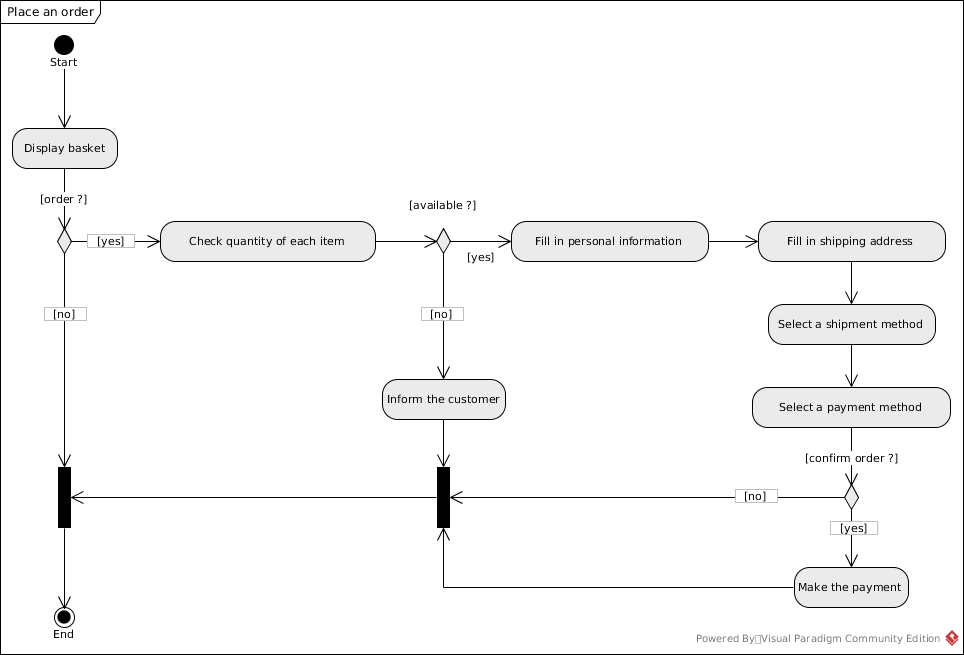 Place an order
Start
Display basket
[order ?]
[available ?]
[yes]
Check quantity of each item
Fill in personal information
Fill in shipping address
[yes]
[no]
[no]
Select a shipment method
Inform the customer
Select a payment method
[confirm order ?]
[no]
[yes]
Make the payment
End
Powered By Visual Paradigm Community Edition